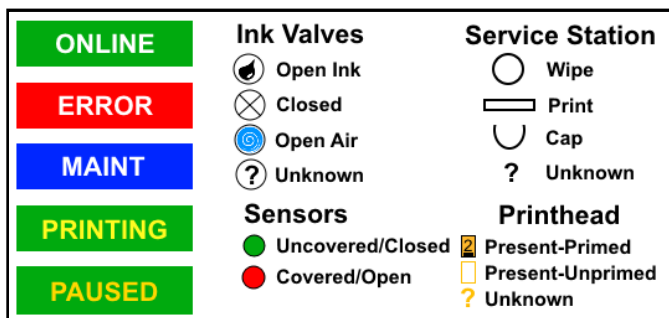 ONLINE
ERROR
MAINT
PRINTING
PAUSED
Ink Valves
Open Ink
Closed
Open Air
? Unknown
Service Station
Wipe
Print
Cap
? Unknown
Sensors
Uncovered/Closed
Covered/Open
Printhead
2 Present-Primed
Present-Unprimed
? Unknown